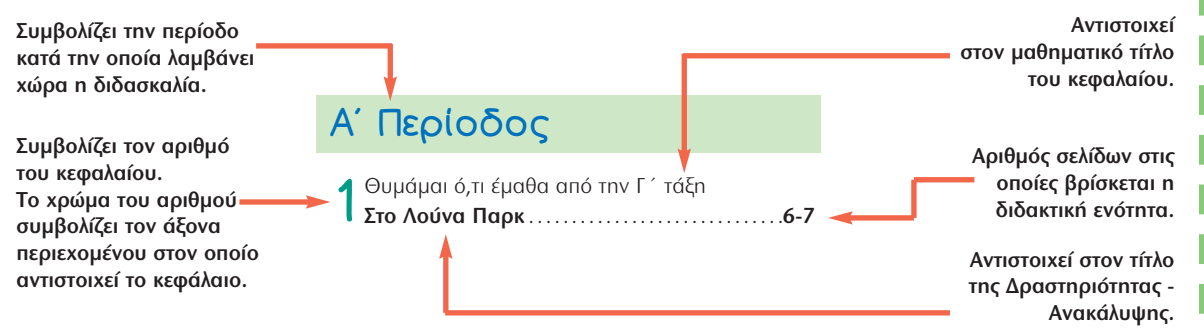 Συμβολίζει την περίοδο
κατά την οποία λαμβάνει
χώρα η διδασκαλία.
Αντιστοιχεί
στον μαθηματικό τίτλο
του κεφαλαίου.
Α΄ Περίοδος
Συμβολίζει τον αριθμό
του κεφαλαίου.
Το χρώμα του αριθμού
συμβολίζει τον άξονα
περιεχομένου στον οποίο
αντιστοιχεί το κεφάλαιο.
1 Θυμάμαι ό,τι έμαθα από την Γ΄ τάξη
Στο Λούνα Παρκ.............................6-7
Αριθμός σελίδων στις
οποίες βρίσκεται η
διδακτική ενότητα.
Αντιστοιχεί στον τίτλο
της Δραστηριότητας -
Ανακάλυψης.